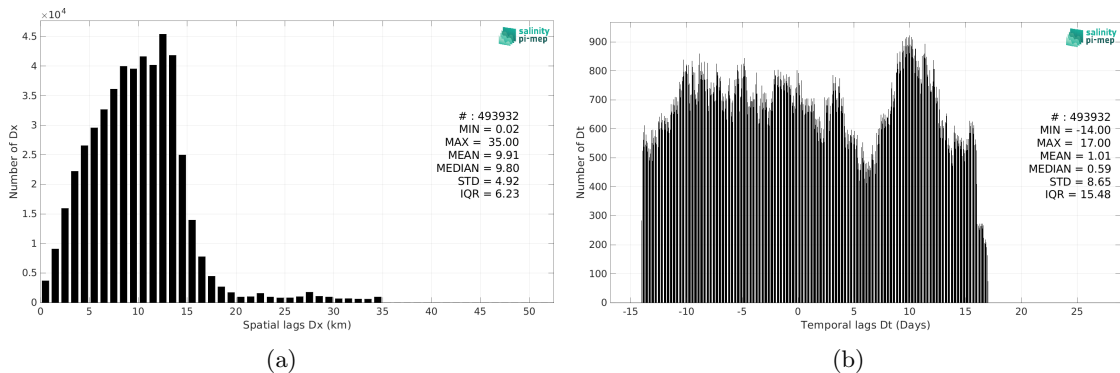 ×10⁴
4.5
4
3.5
3
2.5
2
1.5
1
0.5
0
Number of Dx
0 5 10 15 20 25 30 35 40 45 50
Spatial lags Dx (km)
salinity
pi-mep
# : 493932
MIN = 0.02
MAX = 35.00
MEAN = 9.91
MEDIAN = 9.80
STD = 4.92
IQR = 6.23
(a)
900
800
700
600
500
400
300
200
100
0
Number of Dt
-15 -10 -5 0 5 10 15 20 25
Temporal lags Dt (Days)
salinity
pi-mep
# : 493932
MIN = -14.00
MAX = 17.00
MEAN = 1.01
MEDIAN = 0.59
STD = 8.65
IQR = 15.48
(b)